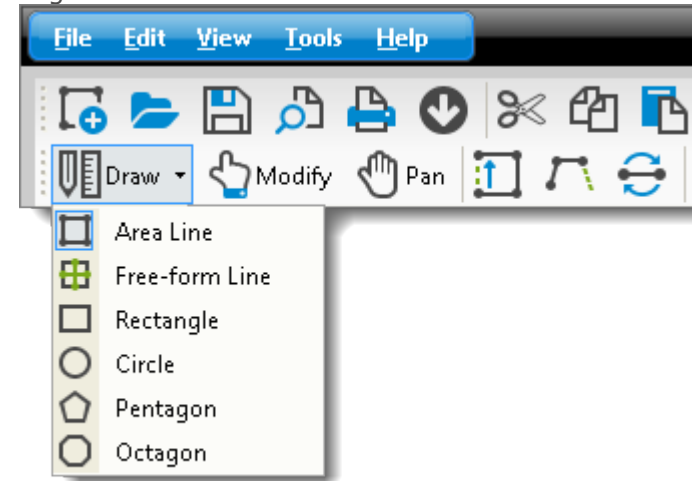 File Edit View Tools Help
Draw Modify Pan
Area Line
Free-form Line
Rectangle
Circle
Pentagon
Octagon